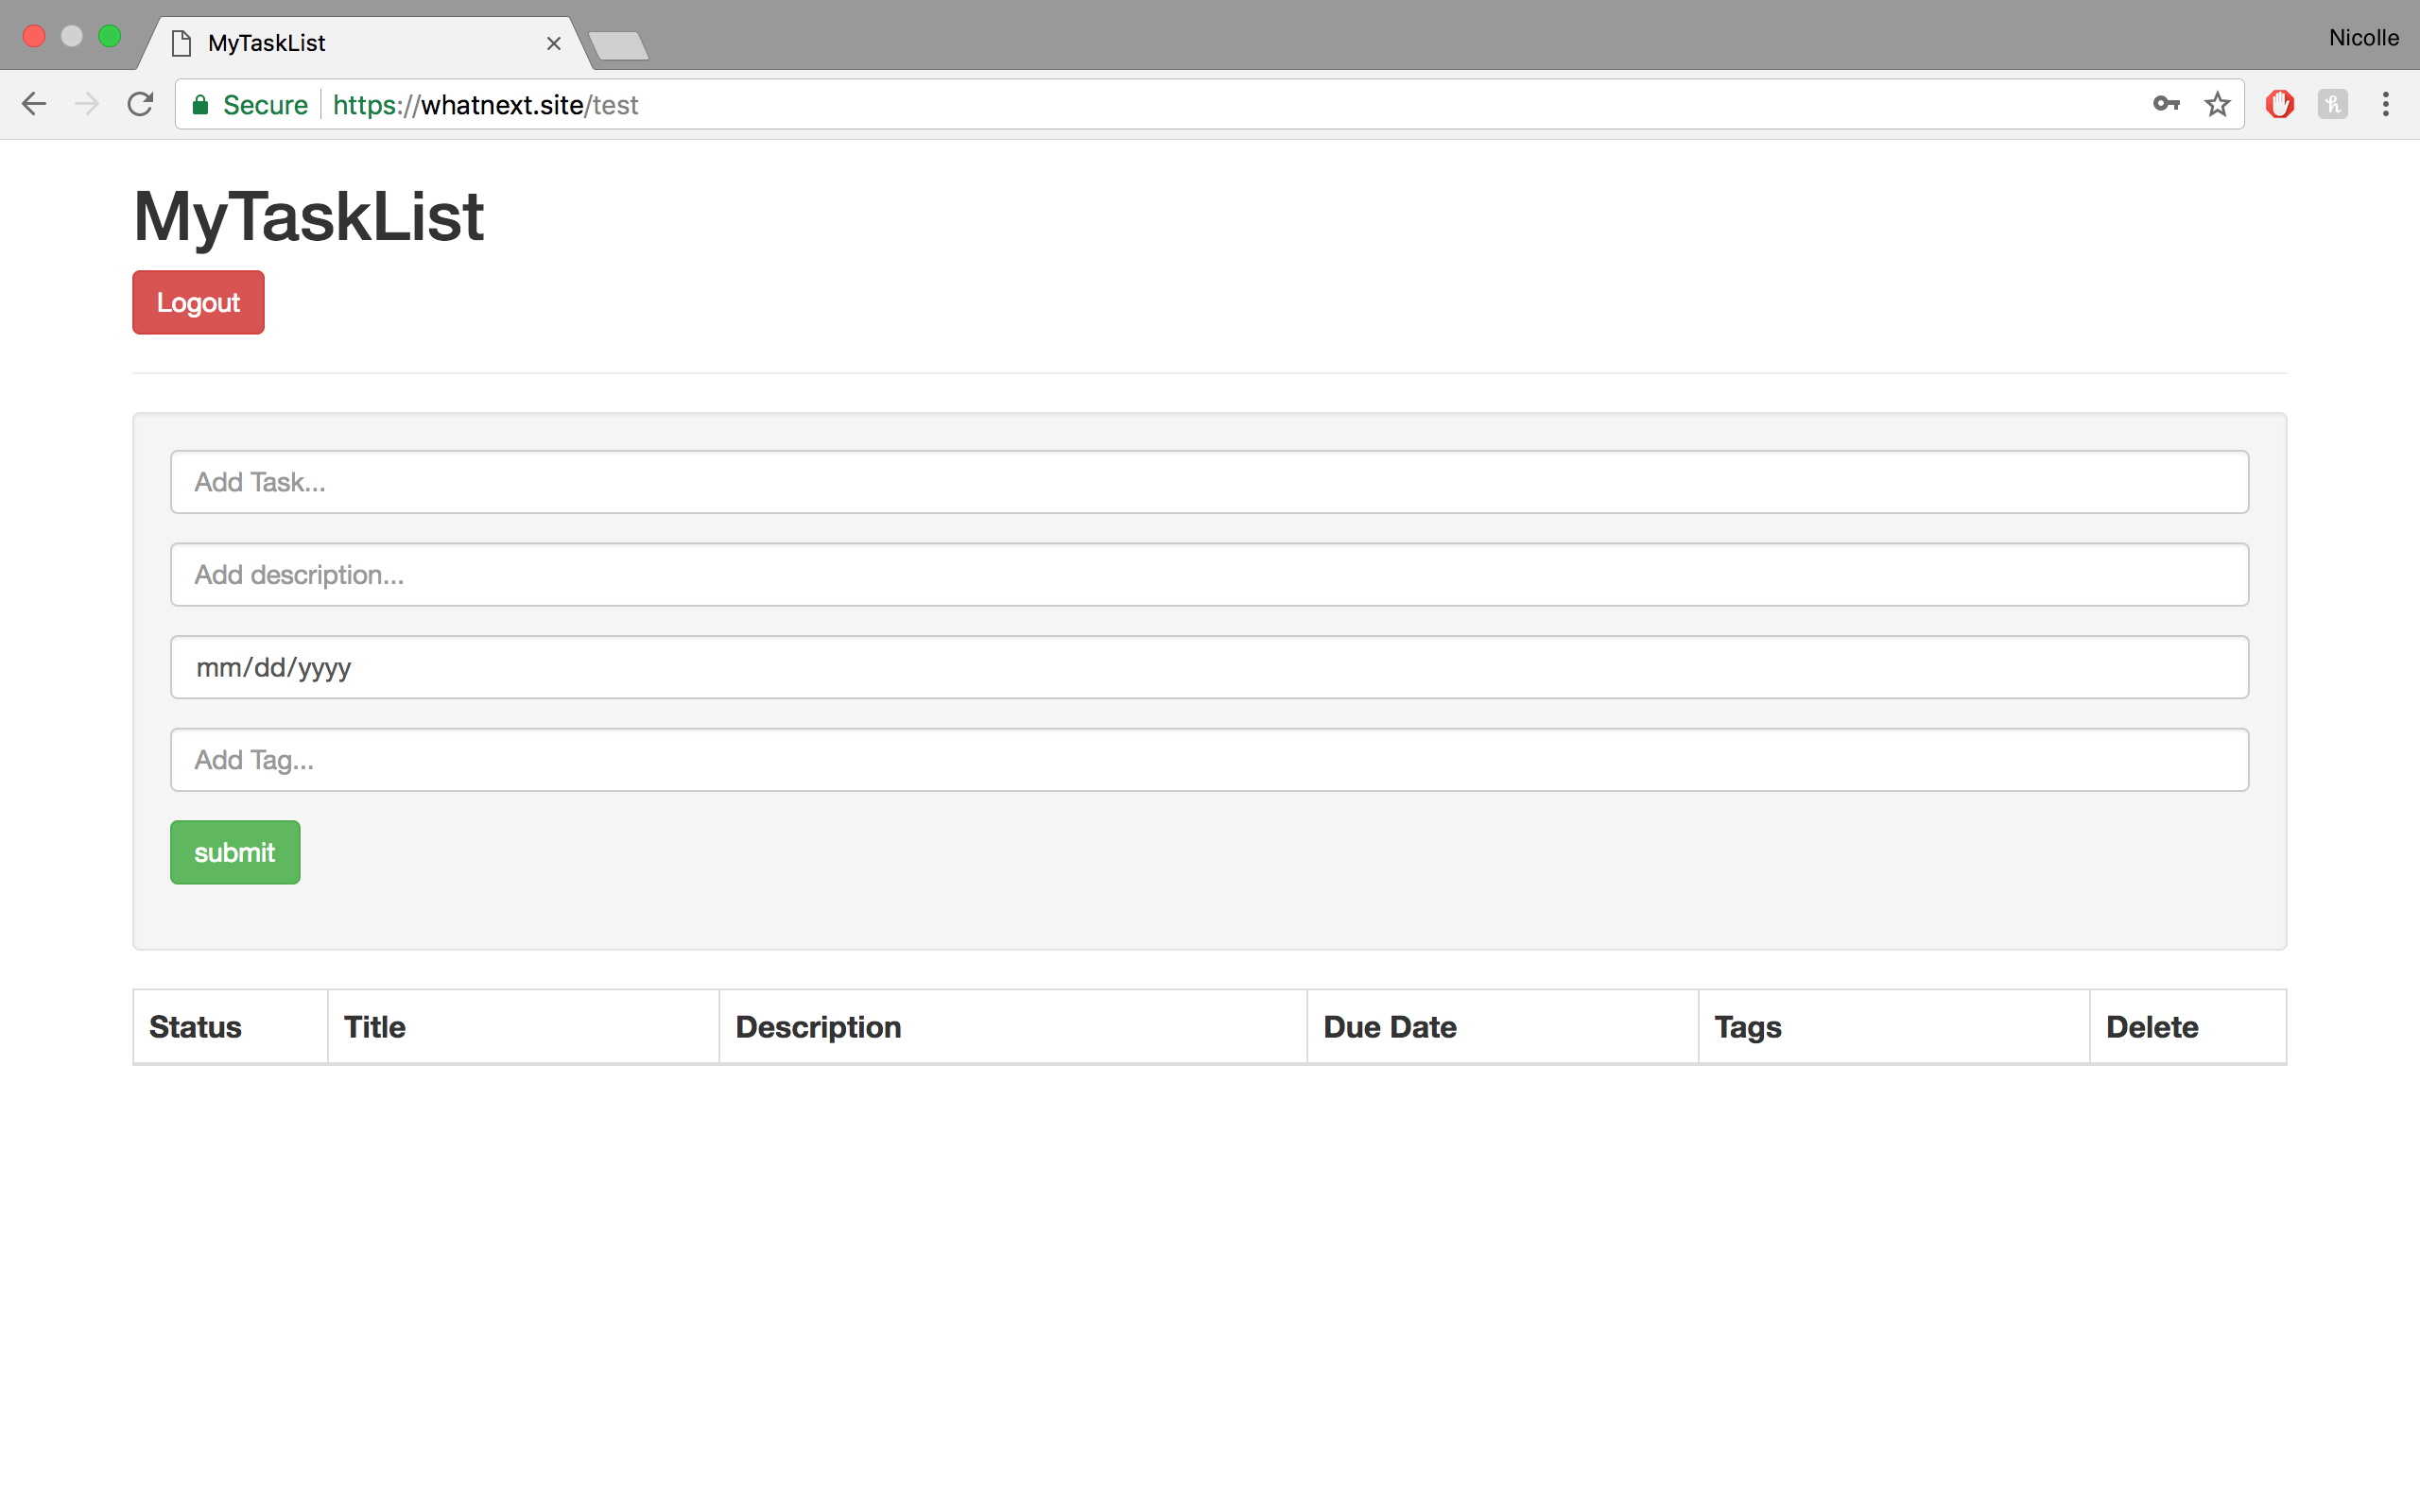 MyTaskList
Nicolle
Secure https://whatnext.site/test
MyTaskList
Logout
Add Task...
Add description...
mm/dd/yyyy
Add Tag...
submit
Status Title Description Due Date Tags Delete